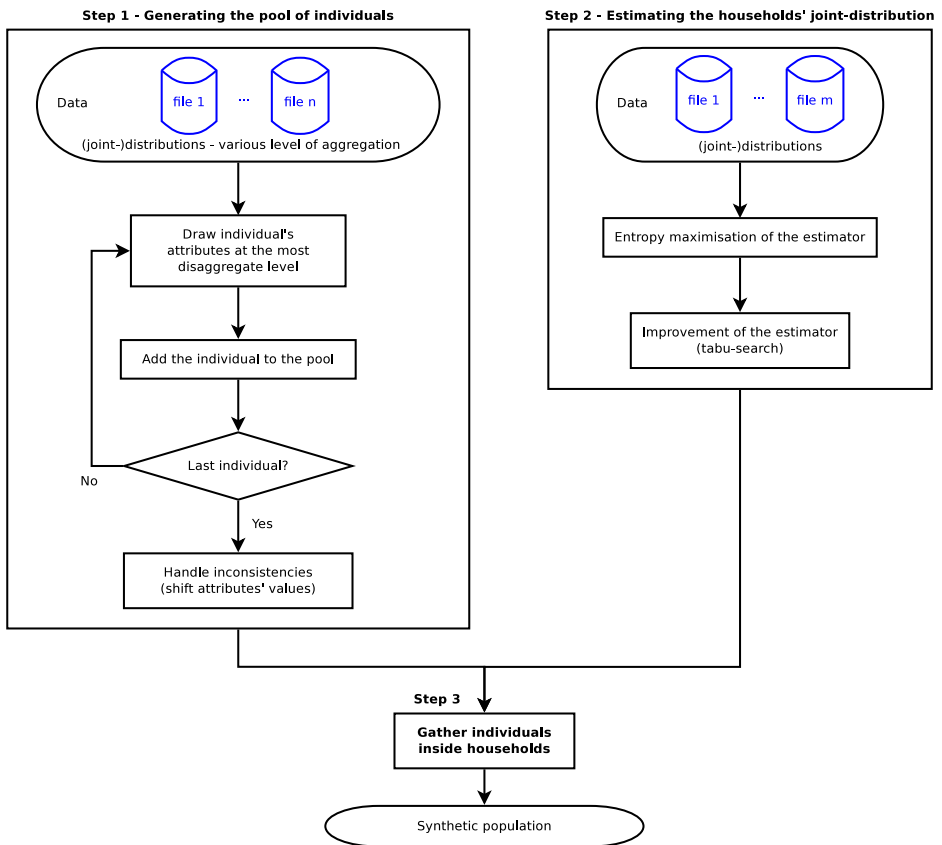 Step 1 - Generating the pool of individuals
Data
file 1
...
file n
(joint-)distributions - various level of aggregation
Draw individual's
attributes at the most
disaggregate level
Add the individual to the pool
Last individual?
No
Yes
Handle inconsistencies
(shift attributes' values)
Step 2 - Estimating the households' joint-distribution
Data
file 1
...
file m
(joint-)distributions
Entropy maximisation of the estimator
Improvement of the estimator
(tabu-search)
Step 3
Gather individuals
inside households
Synthetic population